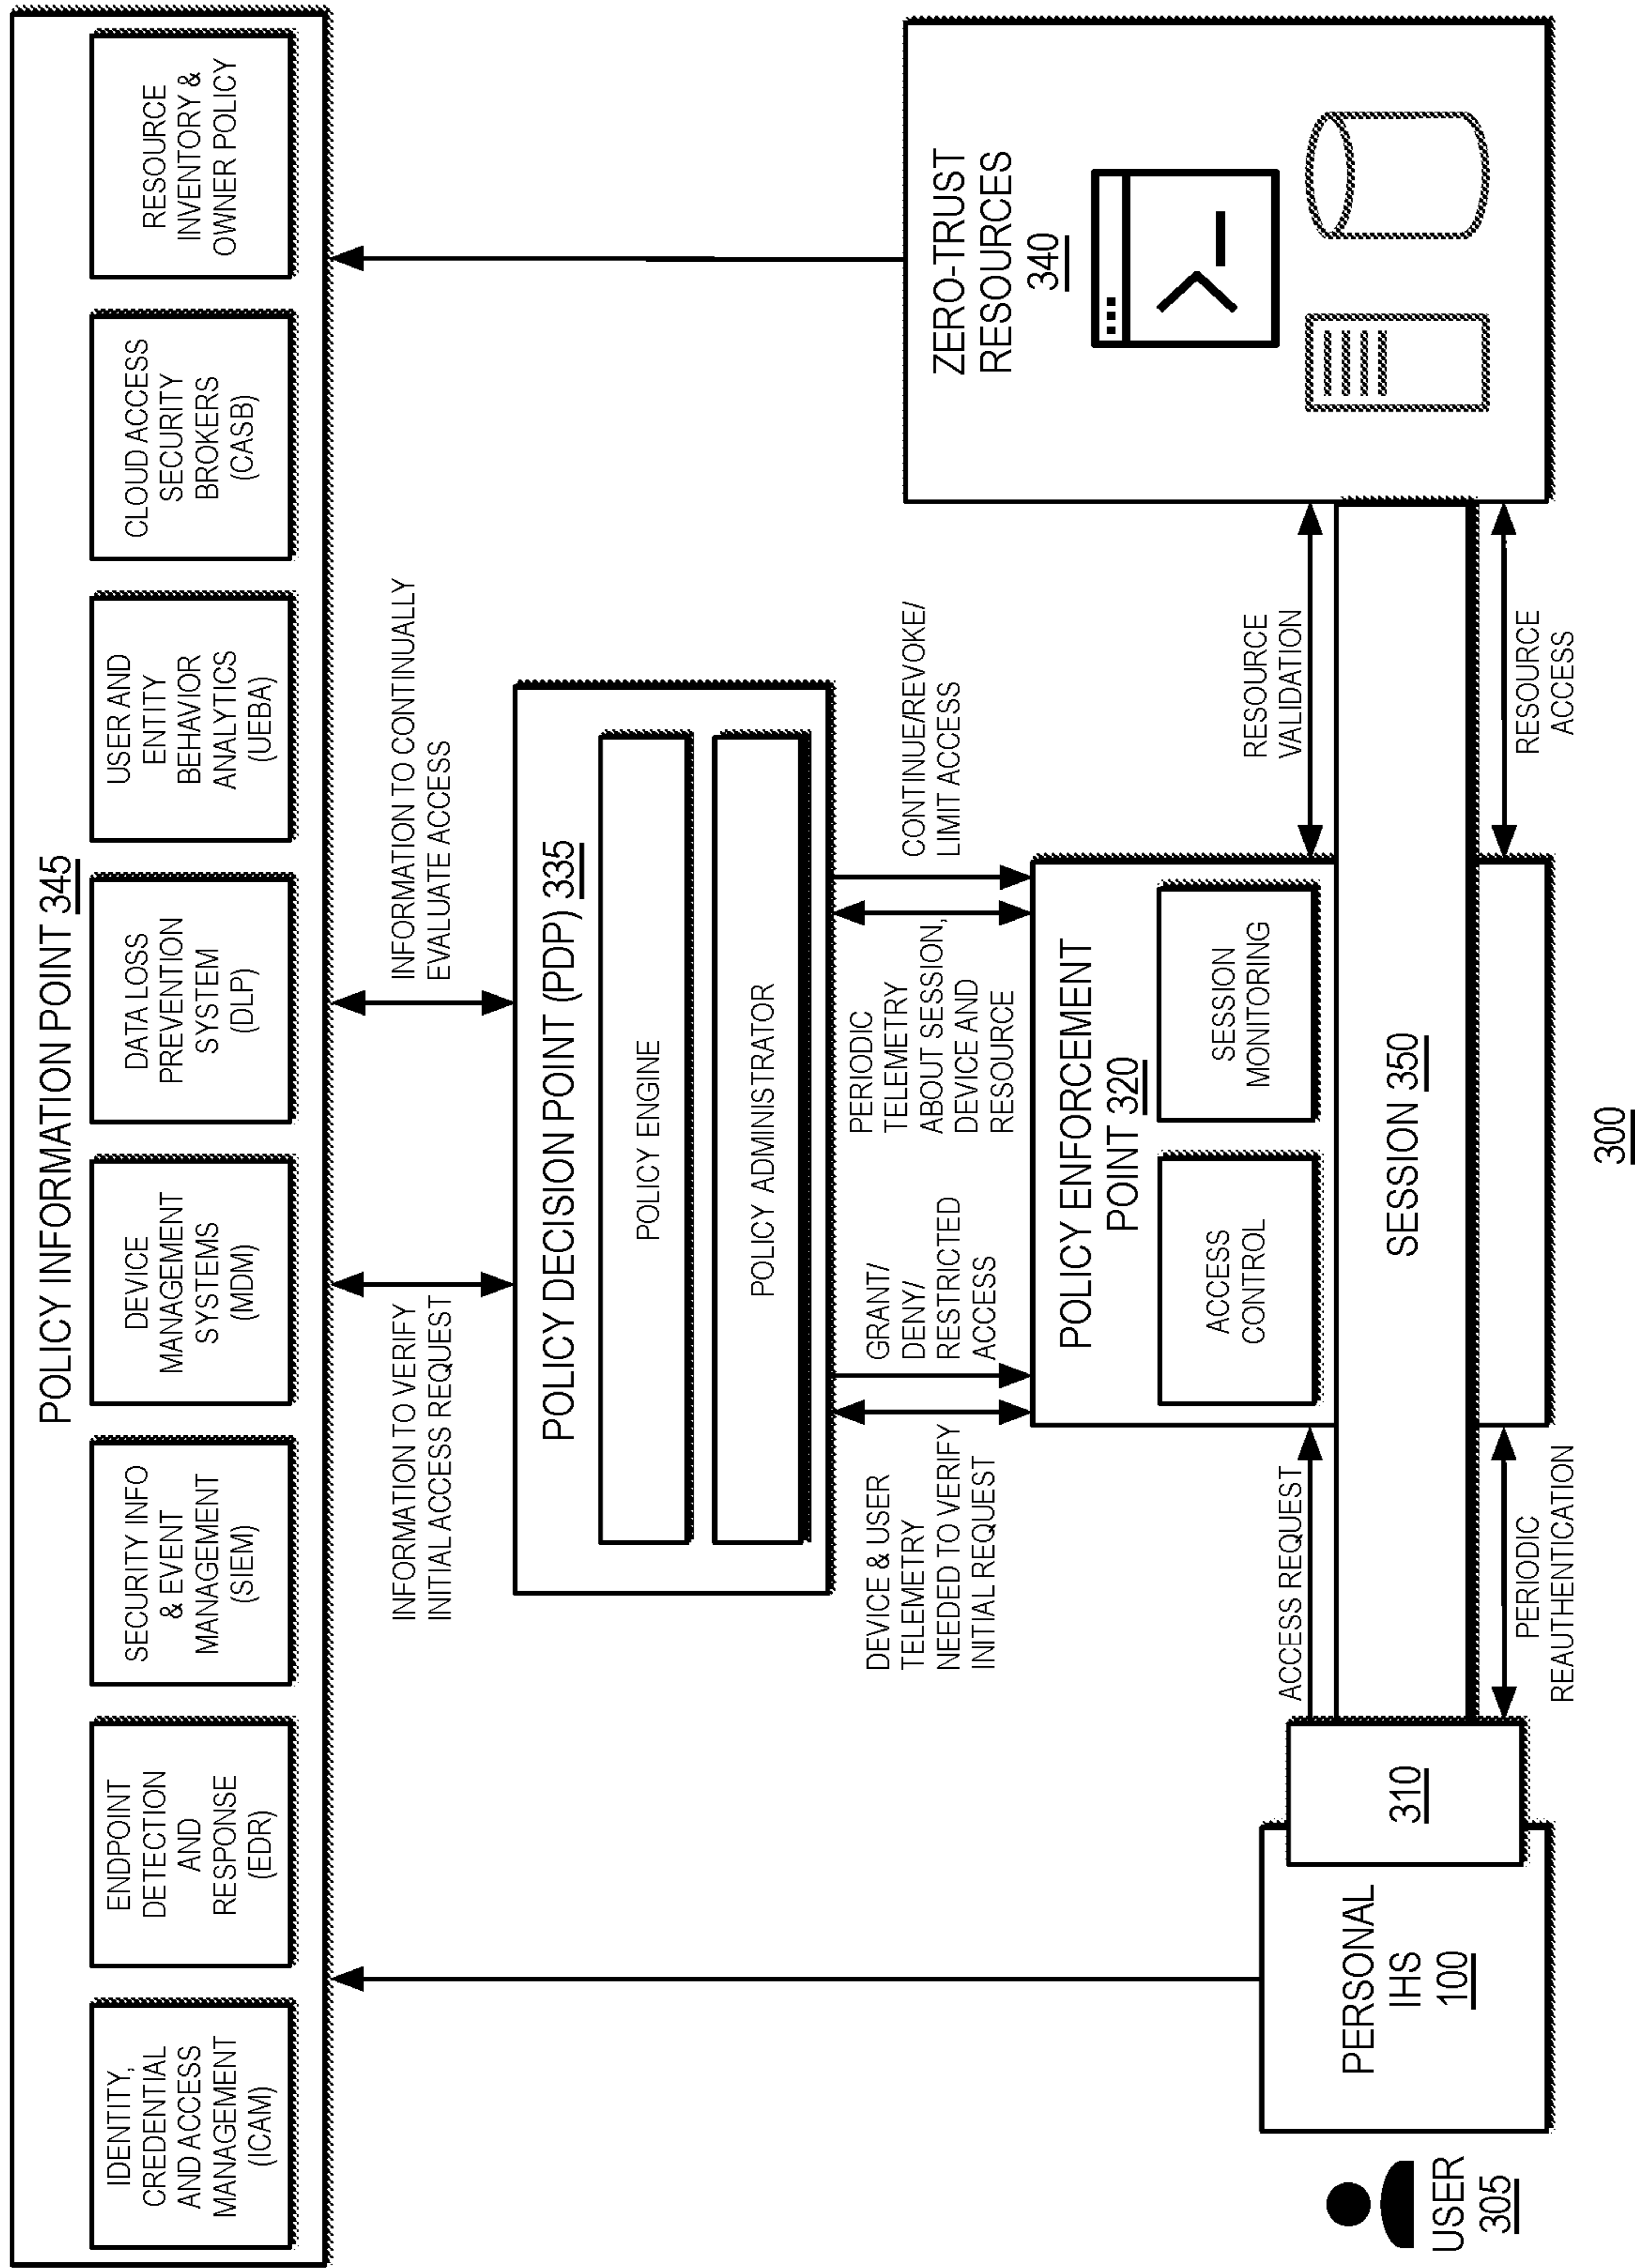 POLICY INFORMATION POINT 345
IDENTITY,
CREDENTIAL
AND ACCESS
MANAGEMENT
(ICAM)
ENDPOINT
DETECTION
AND
RESPONSE
(EDR)
SECURITY INFO
& EVENT
MANAGEMENT
(SIEM)
DEVICE
MANAGEMENT
SYSTEMS
(MDM)
DATA LOSS
PREVENTION
SYSTEM
(DLP)
USER AND
ENTITY
BEHAVIOR
ANALYTICS
(UEBA)
CLOUD ACCESS
SECURITY
BROKERS
(CASB)
RESOURCE
INVENTORY &
OWNER POLICY
INFORMATION TO VERIFY
INITIAL ACCESS REQUEST
INFORMATION TO CONTINUALLY
EVALUATE ACCESS
POLICY DECISION POINT (PDP) 335
POLICY ENGINE
POLICY ADMINISTRATOR
DEVICE & USER
TELEMETRY
NEEDED TO VERIFY
INITIAL REQUEST
GRANT/
DENY/
RESTRICTED
ACCESS
PERIODIC
TELEMETRY
ABOUT SESSION,
DEVICE AND
RESOURCE
CONTINUE/REVOKE/
LIMIT ACCESS
POLICY ENFORCEMENT
POINT 320
ACCESS
CONTROL
SESSION
MONITORING
ZERO-TRUST
RESOURCES
340
ACCESS REQUEST
RESOURCE
VALIDATION
USER
305
PERSONAL
IHS
100
310
SESSION 350
PERIODIC
REAUTHENTICATION
RESOURCE
ACCESS
300